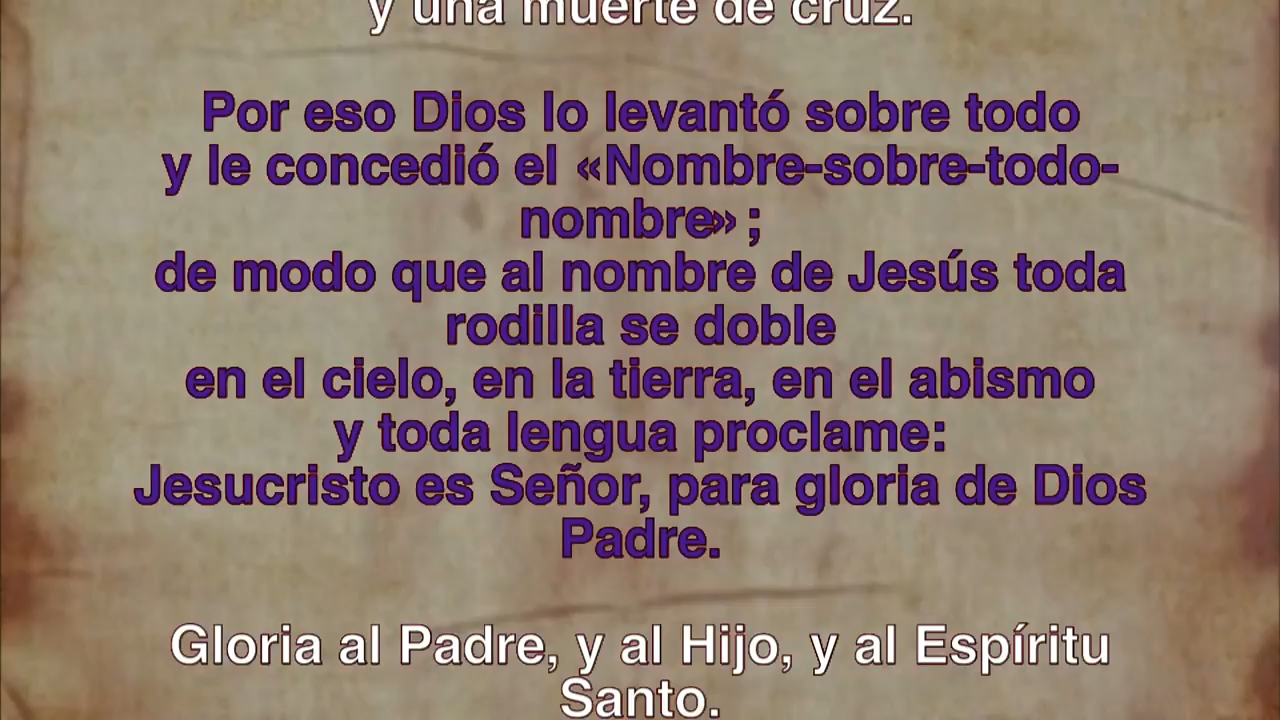 y una muerte de cruz.
Por eso Dios lo levantó sobre todo
y le concedió el «Nombre-sobre-todo-
nombre» ;
de modo que al nombre de Jesús toda
rodilla se doble
en el cielo, en la tierra, en el abismo
y toda lengua proclame:
Jesucristo es Señor, para gloria de Dios
Padre.
Gloria al Padre, y al Hijo, y al Espíritu
Santo.